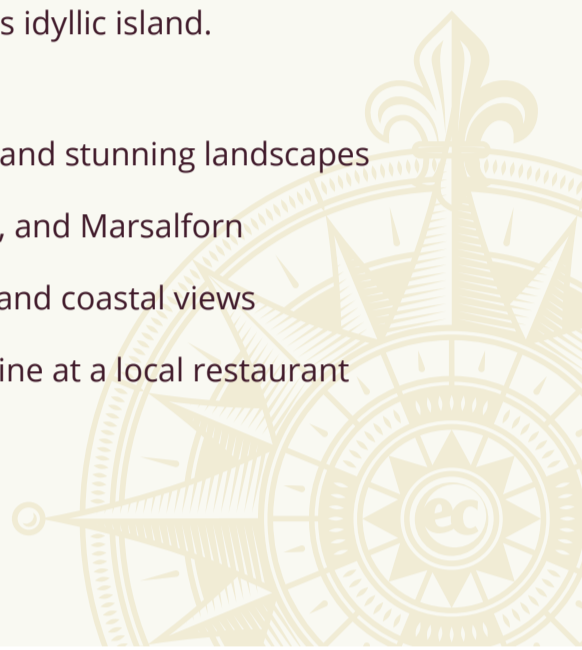 s idyllic island.
and stunning landscapes
, and Marsalforn
and coastal views
ine at a local restaurant
ec